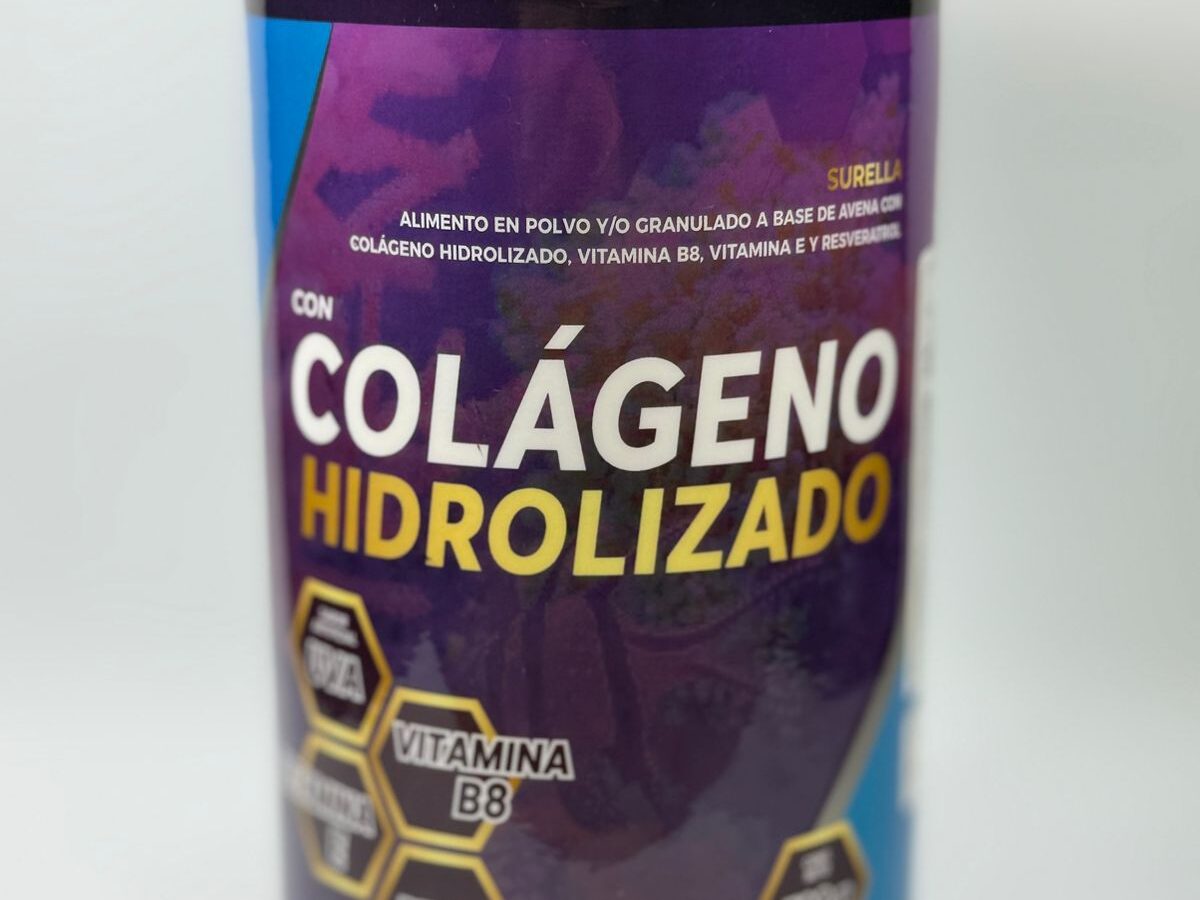 SURELLA
ALIMENTO EN POLVO Y/O GRANULADO A BASE DE AVENA CON
COLÁGENO HIDROLIZADO, VITAMINA B8, VITAMINA E Y RESVERATROL
CON
COLÁGENO
HIDROLIZADO
UVA
VITAMINA
B8